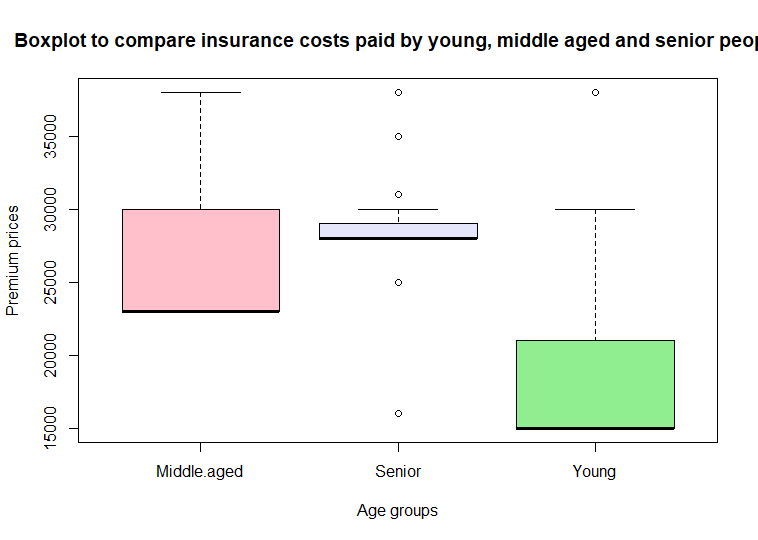 Boxplot to compare insurance costs paid by young, middle aged and senior peop
35000
30000
25000
20000
15000
Premium prices
Middle.aged Senior Young
Age groups